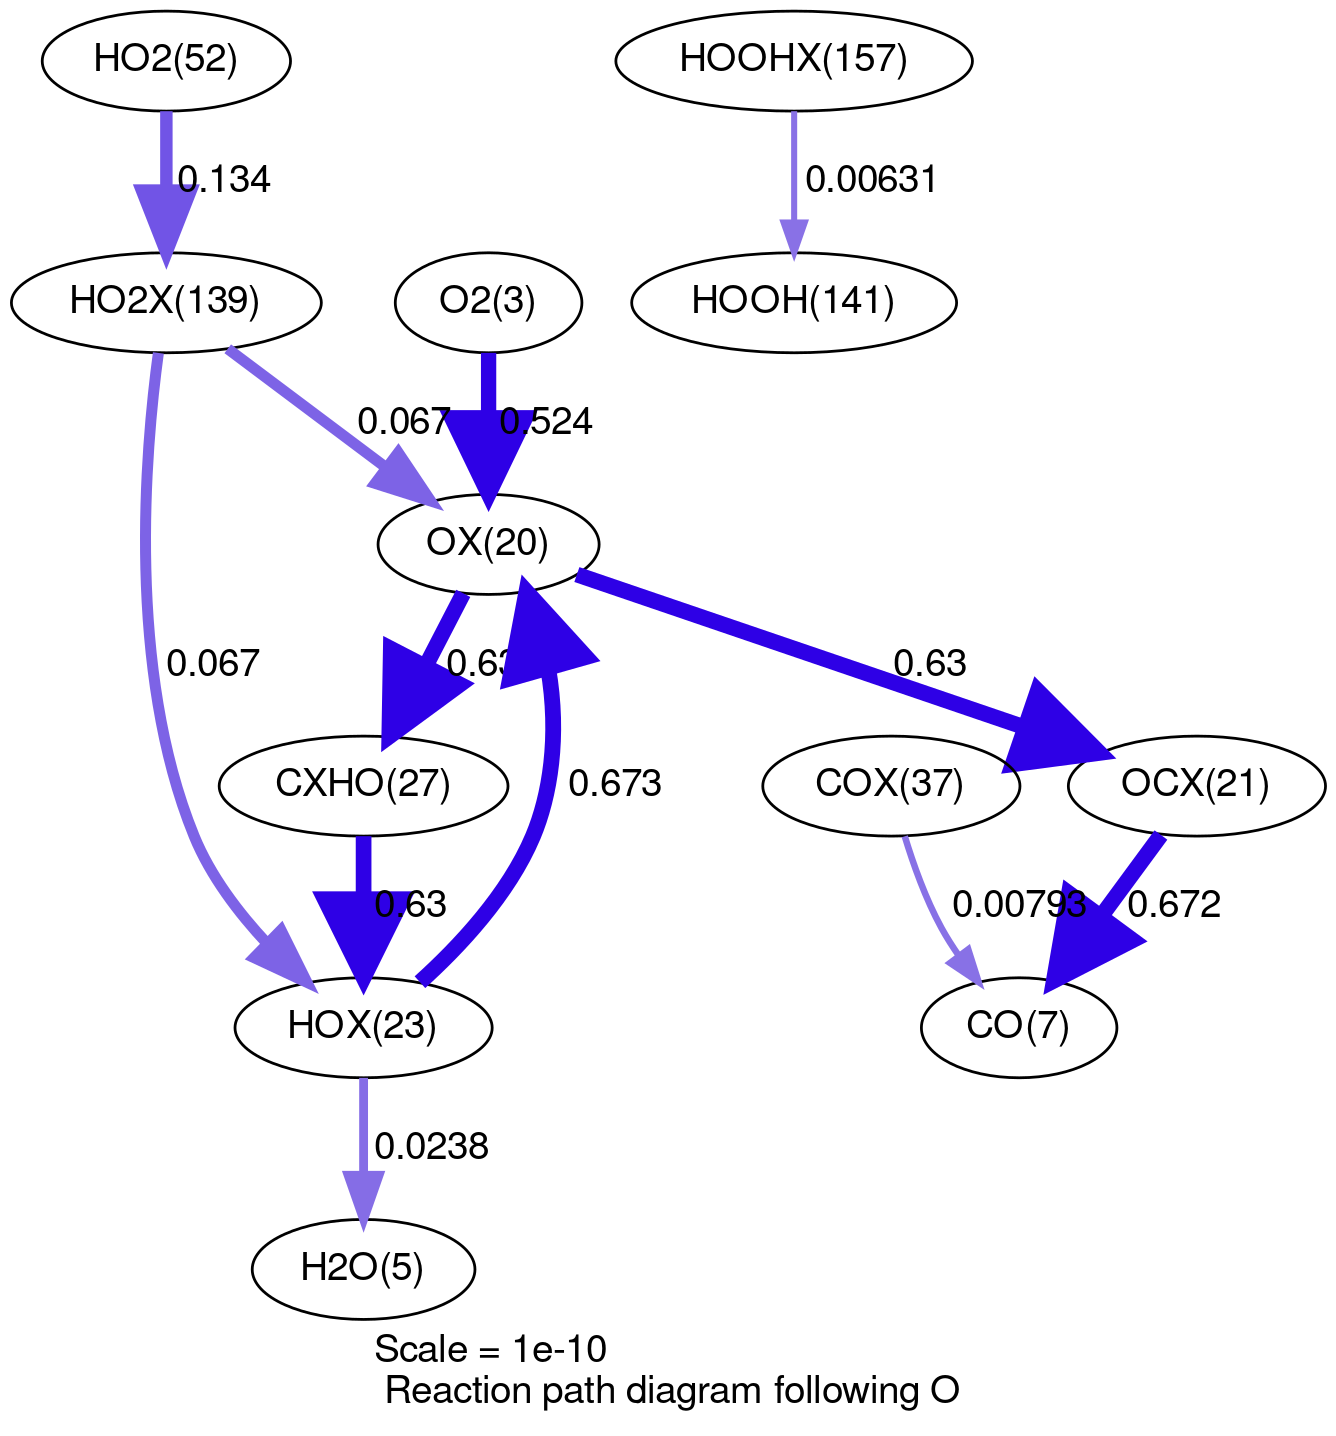 HO2(52)
HOOHX(157)
0.134
0.00631
HO2X(139)
O2(3)
HOOH(141)
0.067
0.524
OX(20)
0.067
0.63
0.63
0.673
CXHO(27)
COX(37)
OCX(21)
0.63
0.00793
0.672
HOX(23)
CO(7)
0.0238
H2O(5)
Scale = 1e-10
Reaction path diagram following O